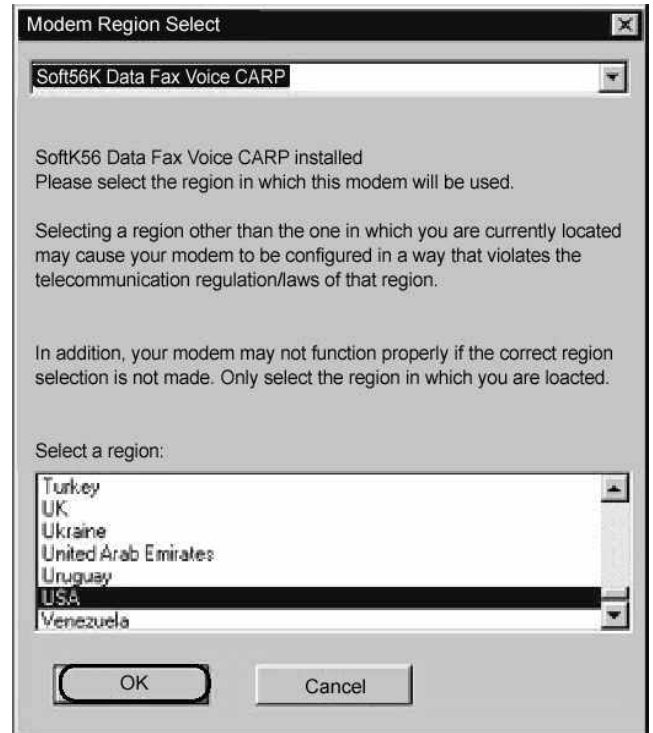 Modem Region Select
Soft56K Data Fax Voice CARP
SoftK56 Data Fax Voice CARP installed
Please select the region in which this modem will be used.
Selecting a region other than the one in which you are currently located
may cause your modem to be configured in a way that violates the
telecommunication regulation/laws of that region.
In addition, your modem may not function properly if the correct region
selection is not made. Only select the region in which you are loacted.
Select a region:
Turkey
UK
Ukraine
United Arab Emirates
Uruguay
USA
Venezuela
OK
Cancel